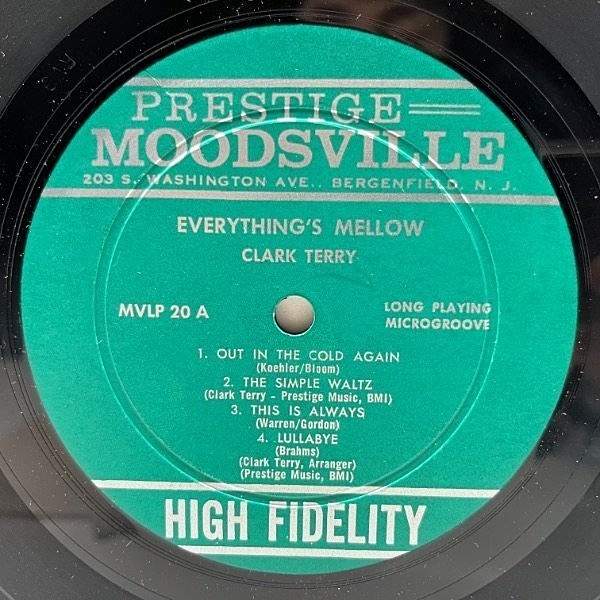 PRESTIGE
MOODSVILLE
203 S. WASHINGTON AVE., BERGENFIELD, N. J.
EVERYTHING'S MELLOW
CLARK TERRY
MVLP 20 A
LONG PLAYING
MICROGROOVE
1. OUT IN THE COLD AGAIN
(Koehler/Bloom)
2. THE SIMPLE WALTZ
(Clark Terry - Prestige Music, BMI)
3. THIS IS ALWAYS
(Warren/Gordon)
4. LULLABYE
(Brahms)
(Clark Terry, Arranger)
(Prestige Music, BMI)
HIGH FIDELITY